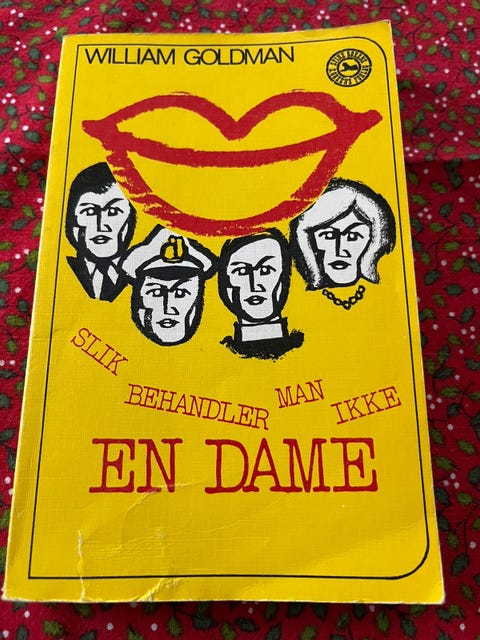 WILLIAM GOLDMAN
SLIK
BEHANDLER
MAN
IKKE
EN DAME